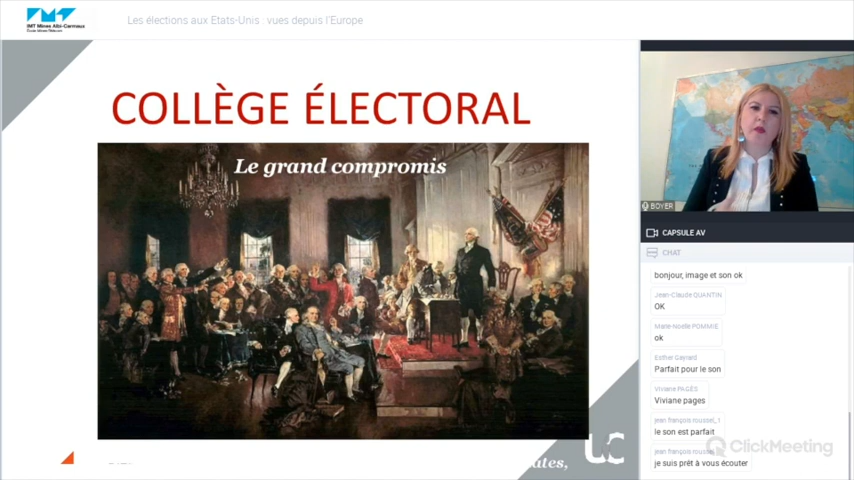 IMT Mines Albi-Carmaux
École Mines-Télécom
Les élections aux Etats-Unis : vues depuis l'Europe
COLLÈGE ÉLECTORAL
Le grand compromis
BOYER
CAPSULE AV
CHAT
bonjour, image et son ok
Jean-Claude QUANTIN
OK
Marie-Noëlle POMMIE
ok
Esther Gayrard
Parfait pour le son
Viviane PAGÈS
Viviane pages
jean françois roussel_1
le son est parfait
jean françois roussel
je suis prêt à vous écouter
ClickMeeting